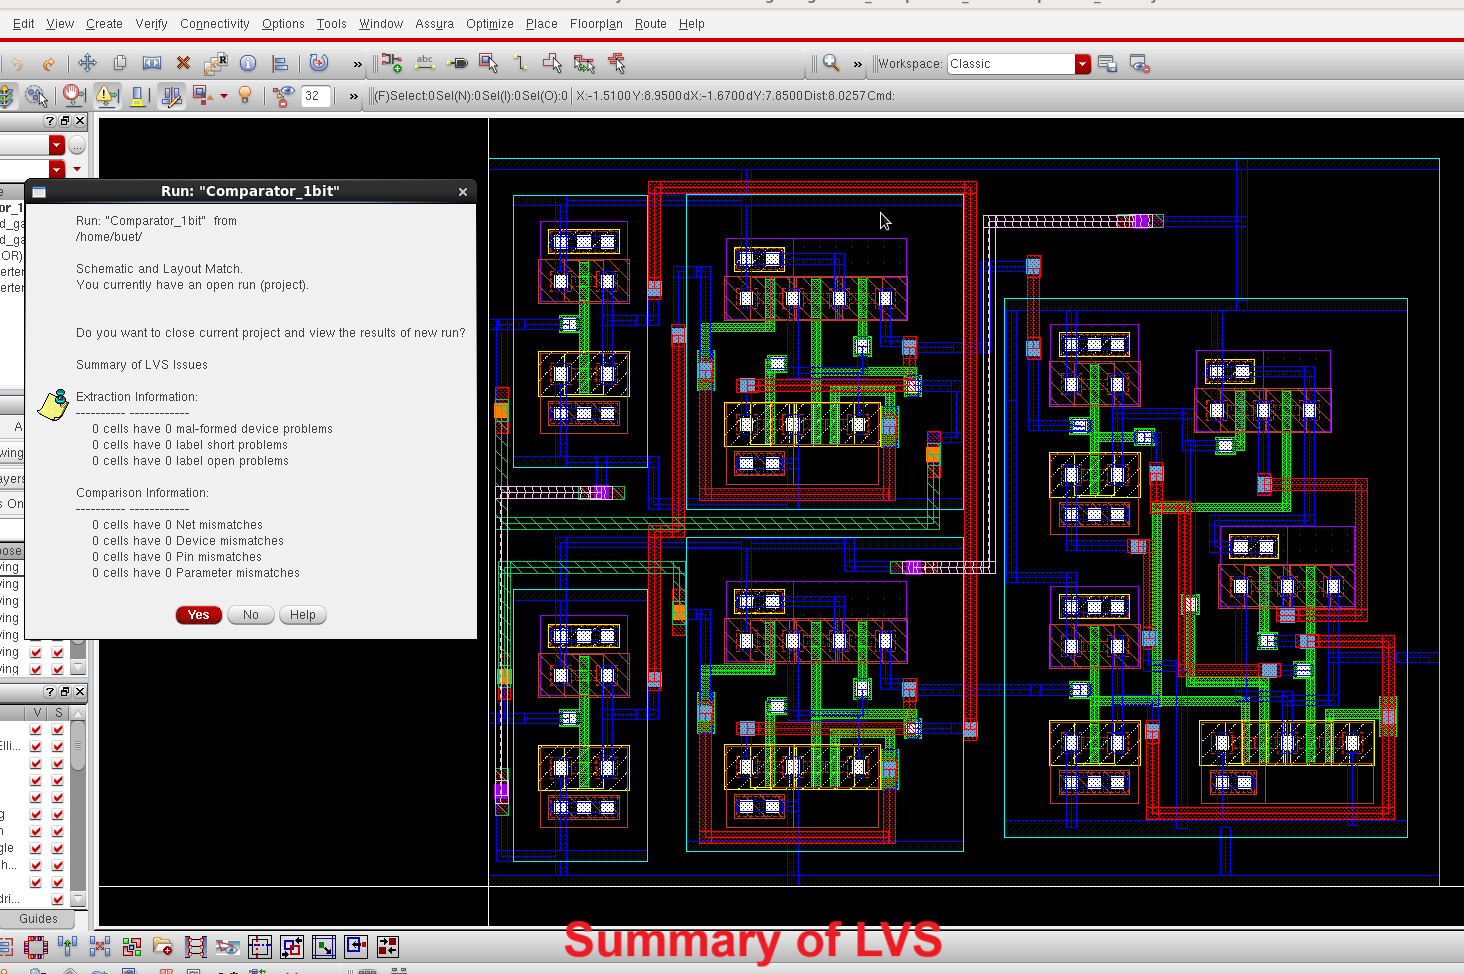 Edit View Create Verify Connectivity Options Tools Window Assura Optimize Place Floorplan Route Help
abc
R
Workspace: Classic
32
(F)Select:0 Sel(N):0 Sel(I):0 Sel(O):0 X:-1.5100 Y:8.9500 dX:-1.6700 dY:7.8500 Dist:8.0257 Cmd:
Run: "Comparator_1bit"
Run: "Comparator_1bit" from
/home/buet/
Schematic and Layout Match.
You currently have an open run (project).
Do you want to close current project and view the results of new run?
Summary of LVS Issues
Extraction Information:
---------- ------------
0 cells have 0 mal-formed device problems
0 cells have 0 label short problems
0 cells have 0 label open problems
Comparison Information:
---------- ------------
0 cells have 0 Net mismatches
0 cells have 0 Device mismatches
0 cells have 0 Pin mismatches
0 cells have 0 Parameter mismatches
Yes No Help
V S
Guides
Summary of LVS